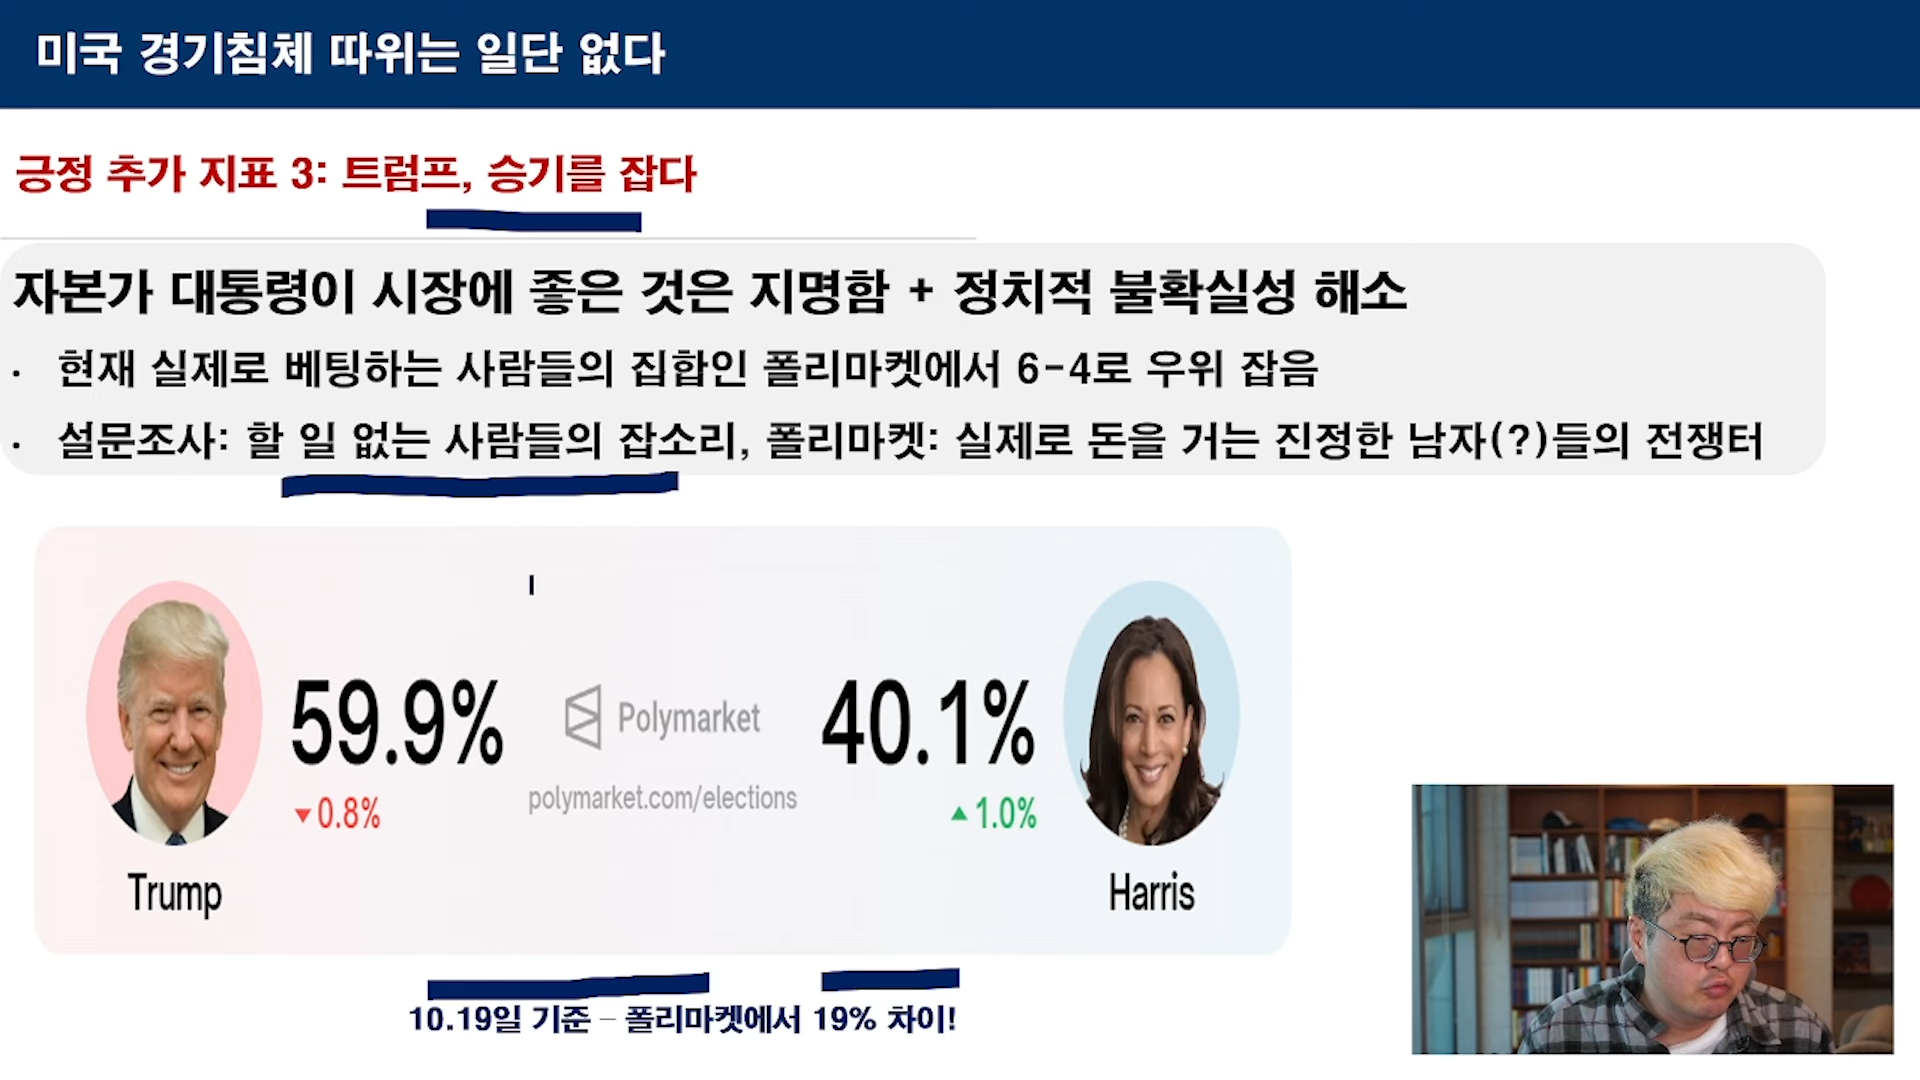 미국 경기침체 따위는 일단 없다
긍정 추가 지표 3: 트럼프, 승기를 잡다
자본가 대통령이 시장에 좋은 것은 지명함 + 정치적 불확실성 해소
· 현재 실제로 베팅하는 사람들의 집합인 폴리마켓에서 6-4로 우위 잡음
· 설문조사: 할 일 없는 사람들의 잡소리, 폴리마켓: 실제로 돈을 거는 진정한 남자(?)들의 전쟁터
59.9%
▼0.8%
Trump
Polymarket
polymarket.com/elections
40.1%
▲1.0%
Harris
10.19일 기준 – 폴리마켓에서 19% 차이!